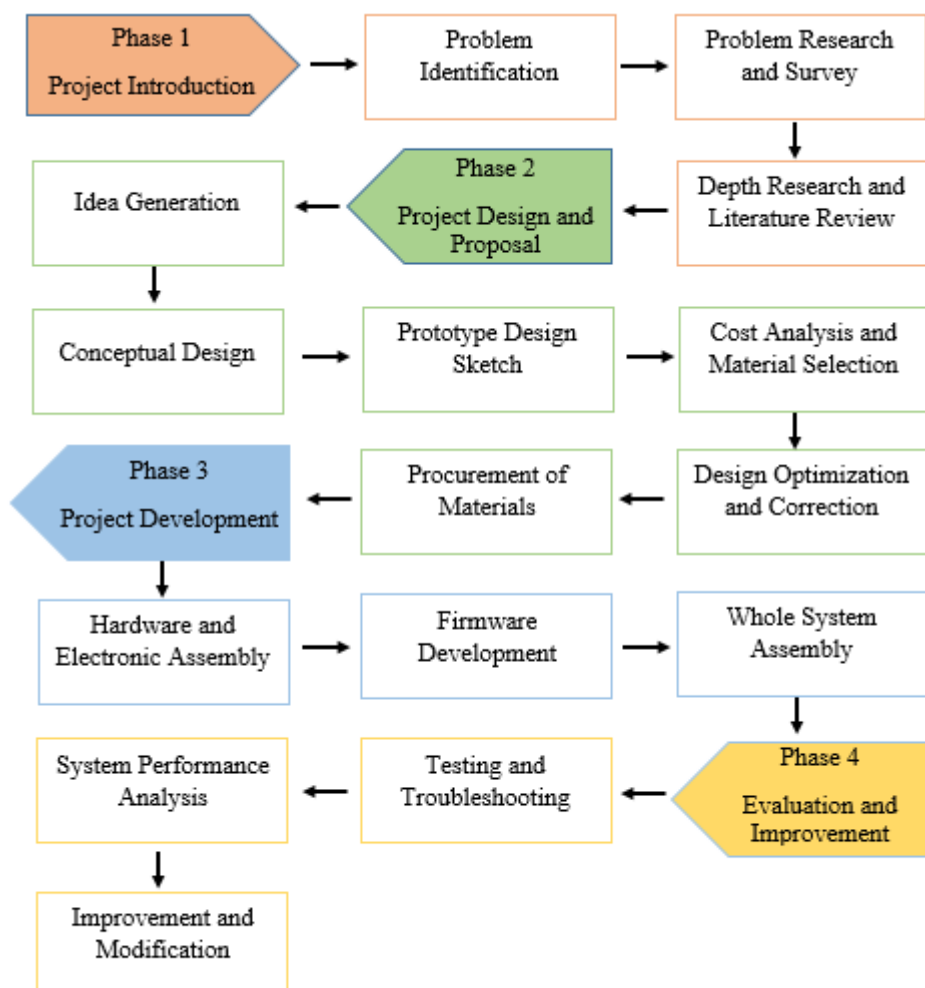 Phase 1
Project Introduction
Problem
Identification
Problem Research
and Survey
Depth Research and
Literature Review
Phase 2
Project Design and
Proposal
Idea Generation
Conceptual Design
Prototype Design
Sketch
Cost Analysis and
Material Selection
Design Optimization
and Correction
Procurement of
Materials
Phase 3
Project Development
Hardware and
Electronic Assembly
Firmware
Development
Whole System
Assembly
Phase 4
Evaluation and
Improvement
Testing and
Troubleshooting
System Performance
Analysis
Improvement and
Modification